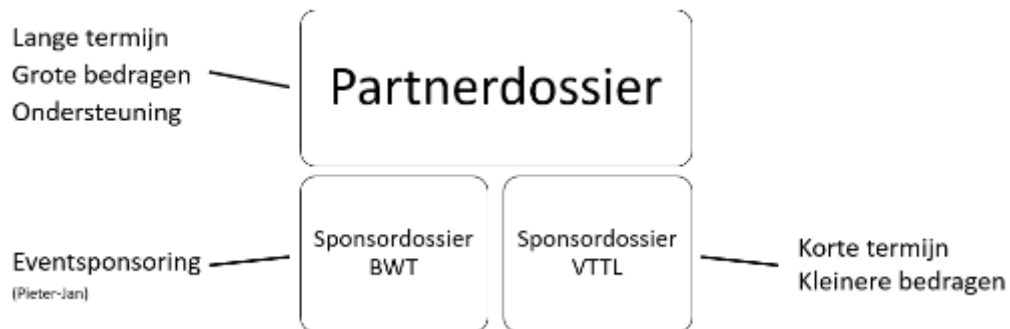 Lange termijn
Grote bedragen
Ondersteuning
Partnerdossier
Eventsponsoring
(Pieter-Jan)
Sponsordossier
BWT
Sponsordossier
VTTL
Korte termijn
Kleinere bedragen